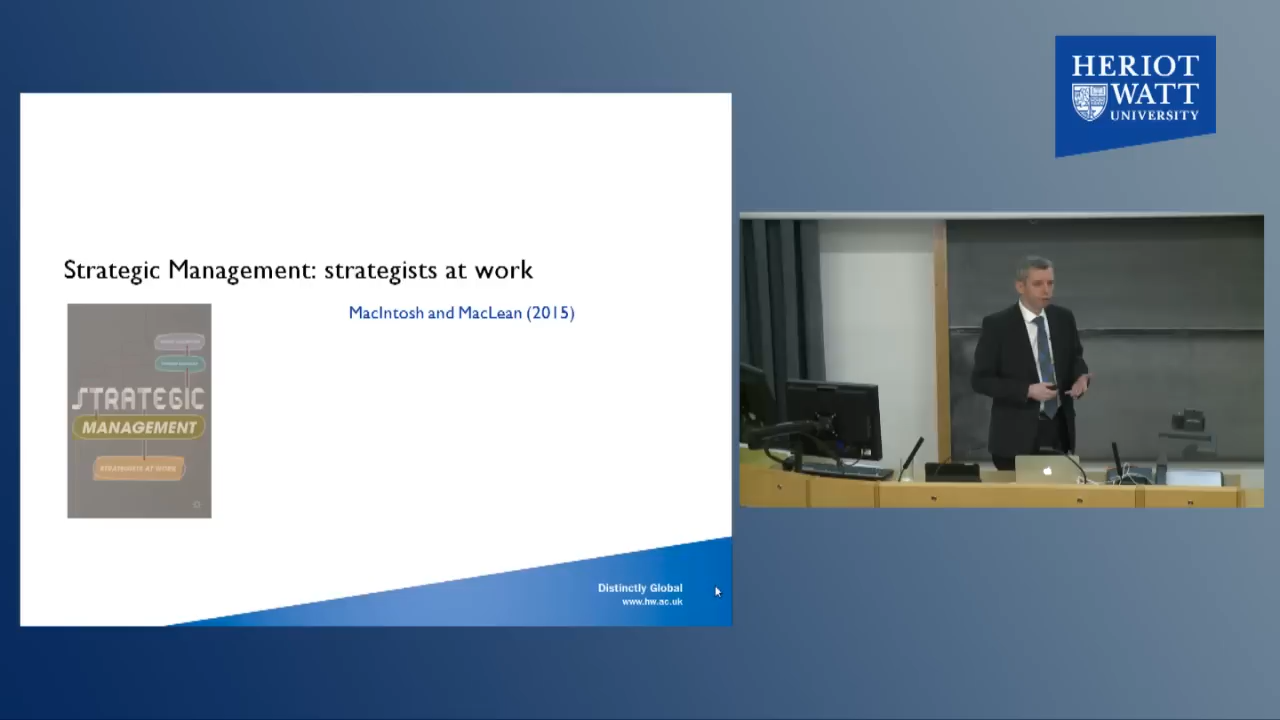 HERIOT
WATT
UNIVERSITY
Strategic Management: strategists at work
MacIntosh and MacLean (2015)
STRATEGIC
MANAGEMENT
STRATEGISTS AT WORK
Distinctly Global
www.hw.ac.uk